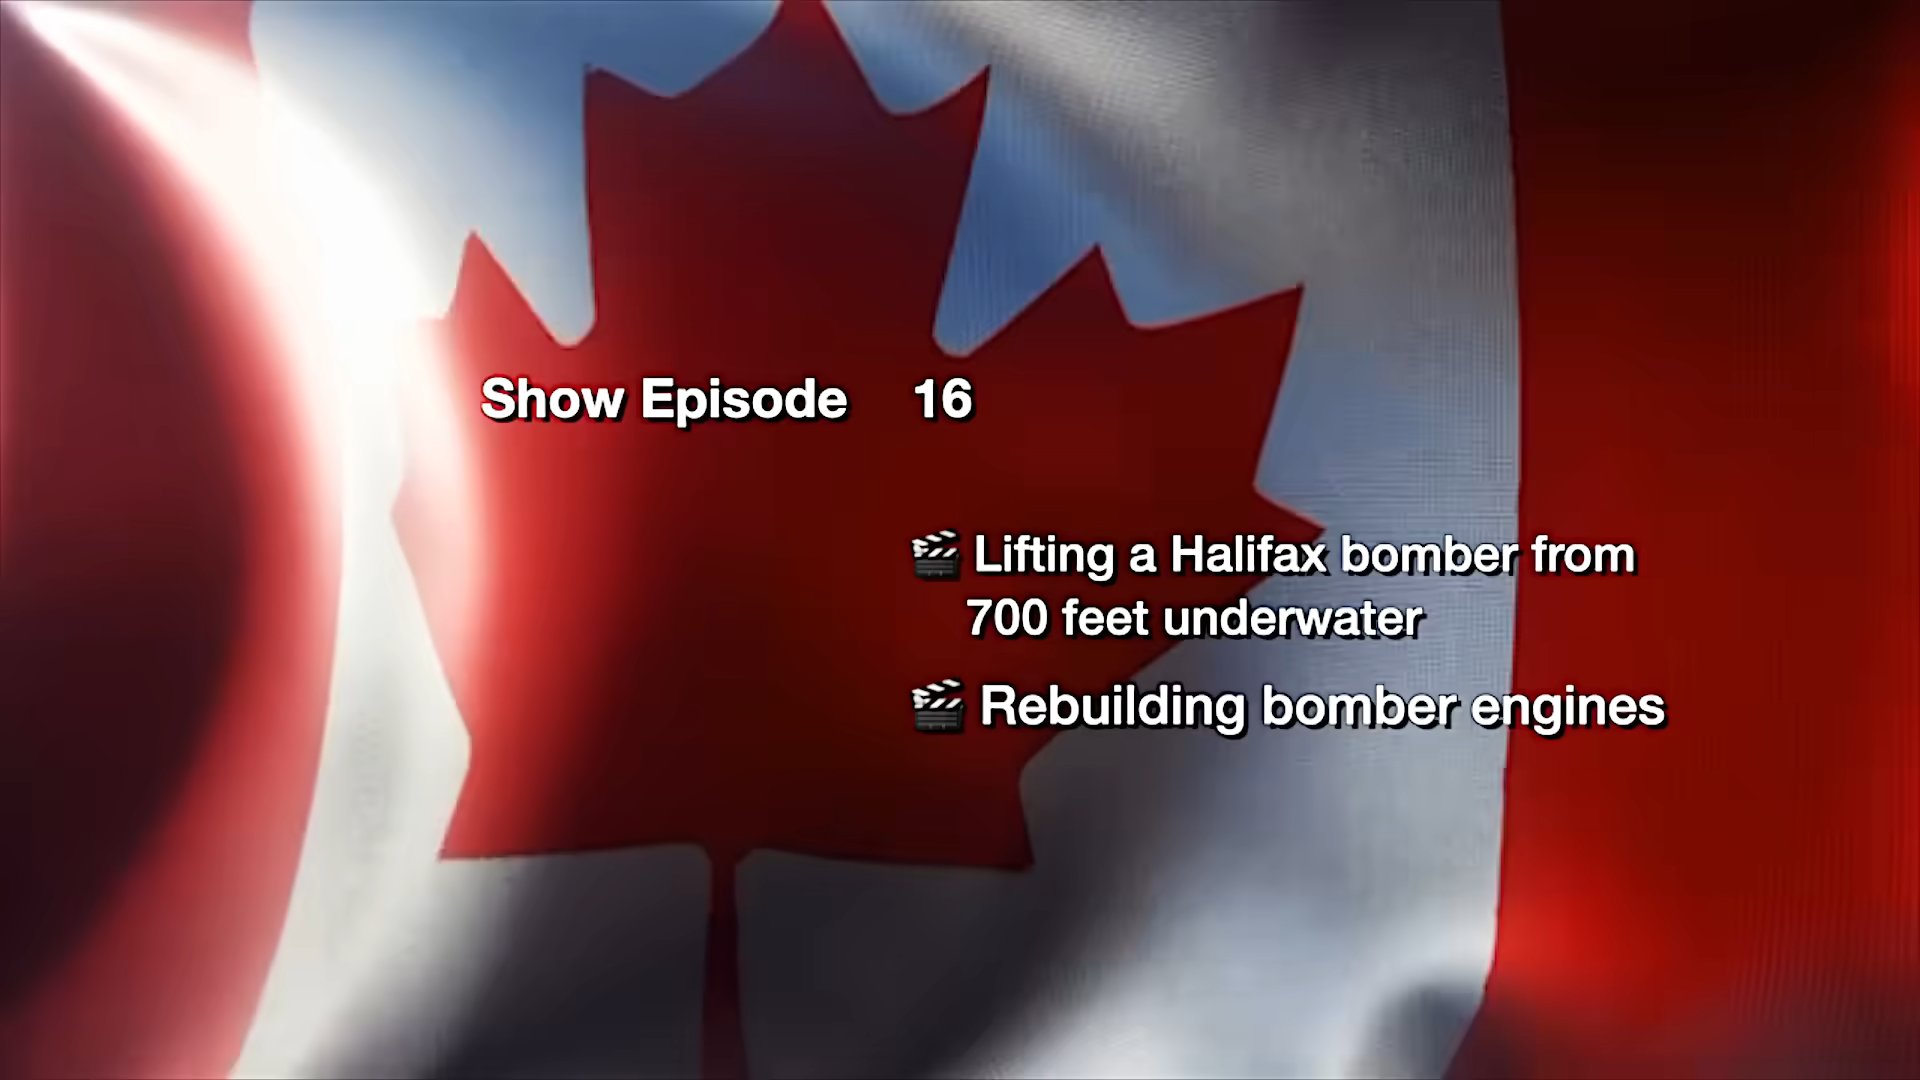 Show Episode 16
🎬 Lifting a Halifax bomber from
700 feet underwater
🎬 Rebuilding bomber engines